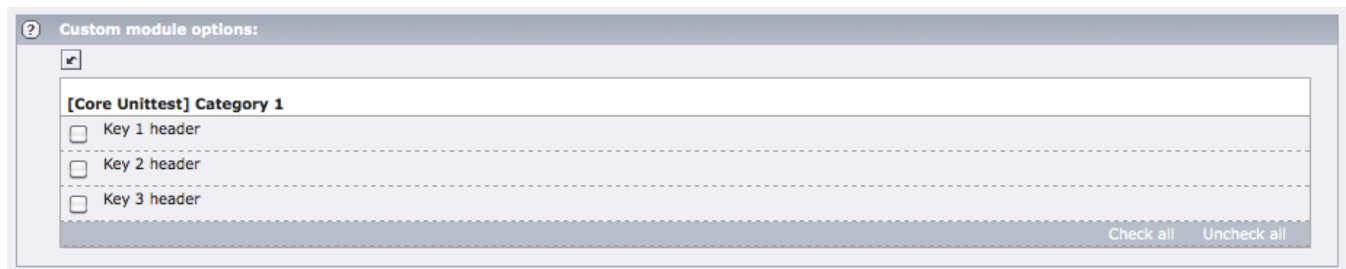 ? Custom module options:
[Core Unittest] Category 1
Key 1 header
Key 2 header
Key 3 header
Check all Uncheck all